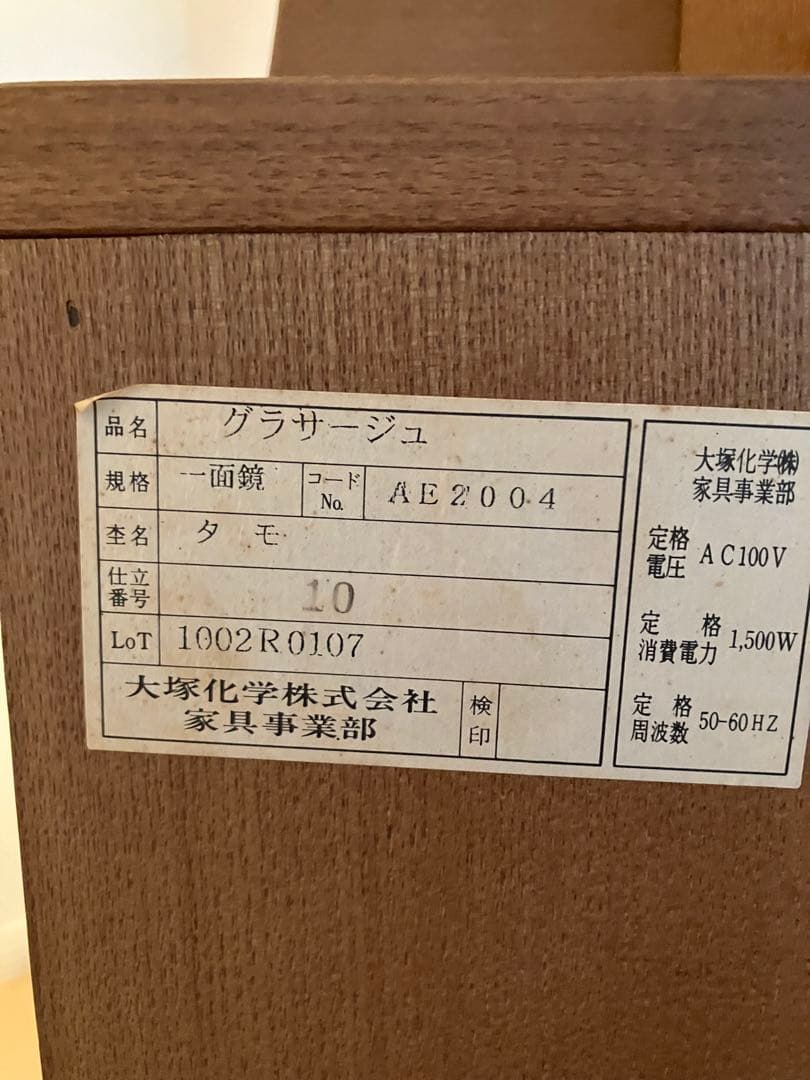 品名 グラサージュ
規格 一面鏡 コード No. AE2004
杢名 タモ
仕立番号 10
LoT 1002R0107
大塚化学株式会社
家具事業部
検印
大塚化学㈱
家具事業部
定格電圧 AC100V
定格消費電力 1,500W
定格周波数 50-60HZ